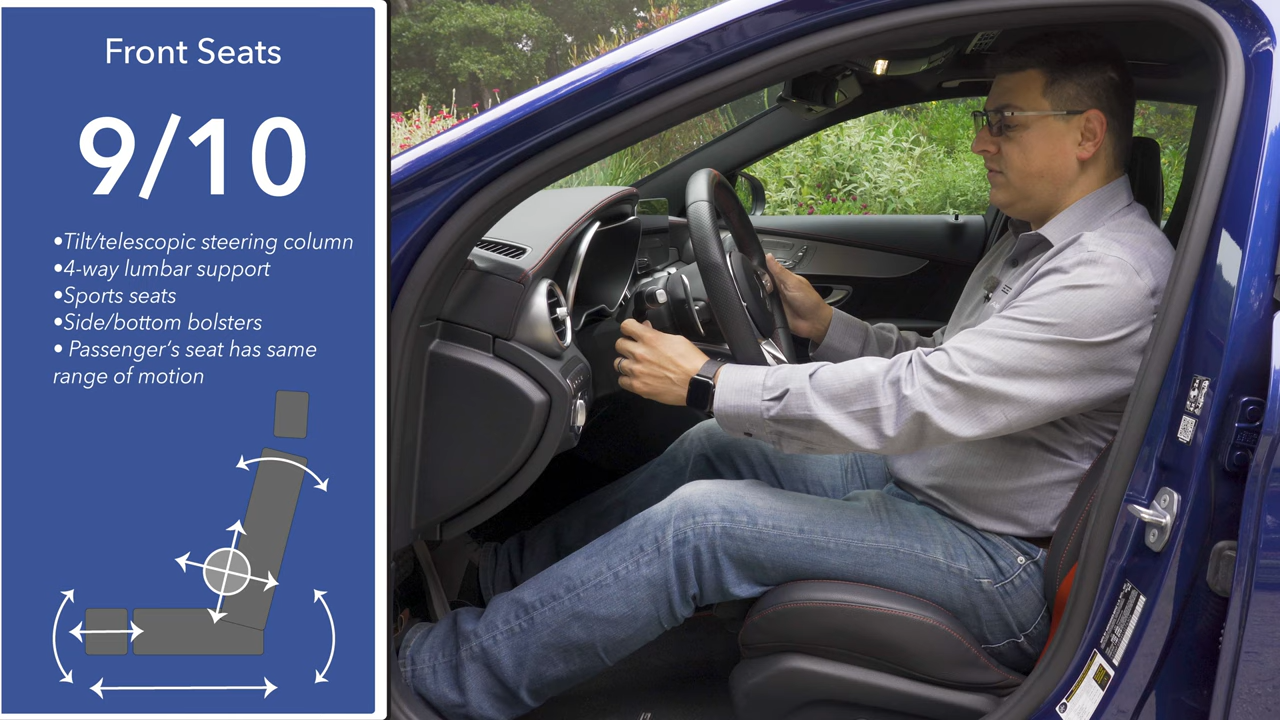 Front Seats
9/10
•Tilt/telescopic steering column
•4-way lumbar support
•Sports seats
•Side/bottom bolsters
• Passenger's seat has same
range of motion